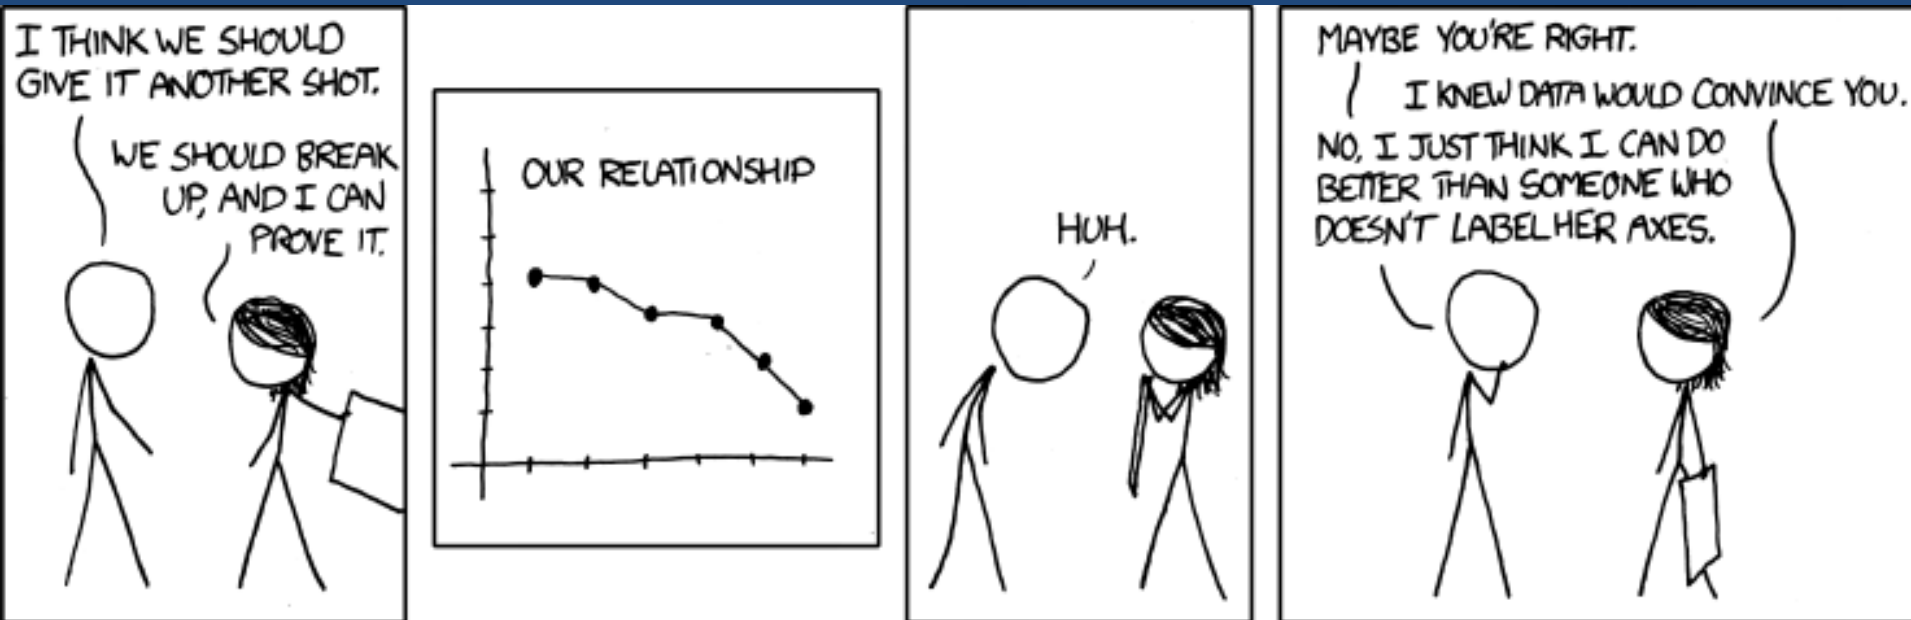 I THINK WE SHOULD
GIVE IT ANOTHER SHOT.
WE SHOULD BREAK
UP, AND I CAN
PROVE IT.
OUR RELATIONSHIP
HUH.
MAYBE YOU'RE RIGHT.
I KNEW DATA WOULD CONVINCE YOU.
NO, I JUST THINK I CAN DO
BETTER THAN SOMEONE WHO
DOESN'T LABEL HER AXES.